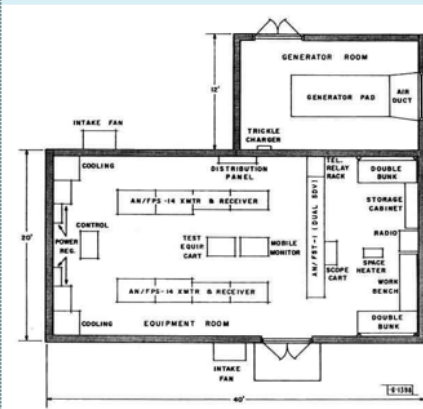 GENERATOR ROOM
GENERATOR PAD
AIR
DUCT
12'
INTAKE FAN
TRICKLE
CHARGER
COOLING
DISTRIBUTION
PANEL
TEL.
RELAY
RACK
DOUBLE
BUNK
AN/FPS-14 XMTR & RECEIVER
STORAGE
CABINET
20'
CONTROL
POWER
REG.
TEST
EQUIP.
CART
MOBILE
MONITOR
AN/FST-1 (DUAL SDV)
RADIO
SCOPE
CART
SPACE
HEATER
WORK
BENCH
AN/FPS-14 XMTR & RECEIVER
COOLING
EQUIPMENT ROOM
DOUBLE
BUNK
INTAKE
FAN
40'